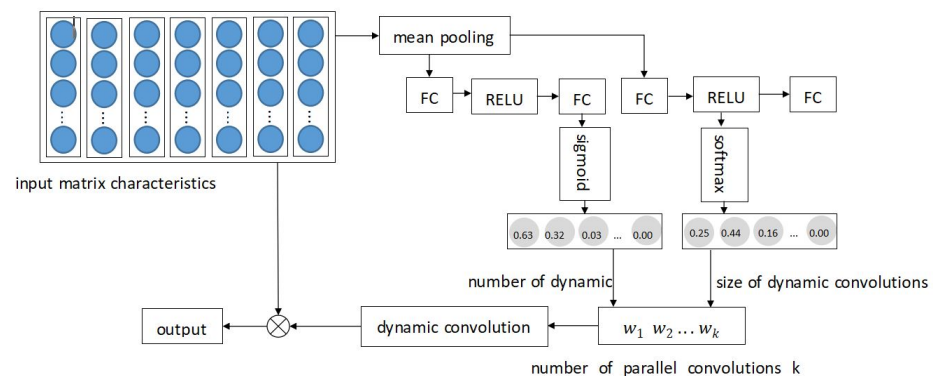 i
mean pooling
FC RELU FC FC RELU FC
sigmoid
softmax
input matrix characteristics
0.63 0.32 0.03 ... 0.00
0.25 0.44 0.16 ... 0.00
number of dynamic
size of dynamic convolutions
output
dynamic convolution
w₁ w₂ ... wₖ
number of parallel convolutions k